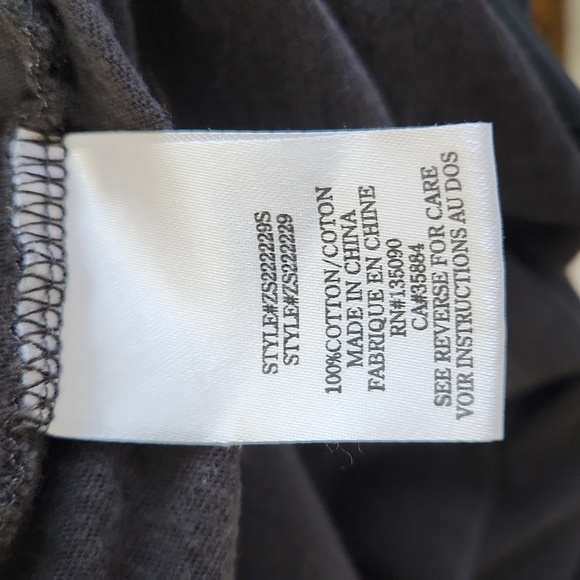 STYLE#ZS222229S
STYLE#ZS222229
100%COTTON/COTON
MADE IN CHINA
FABRIQUE EN CHINE
RN#135090
CA#35884
SEE REVERSE FOR CARE
VOIR INSTRUCTIONS AU DOS